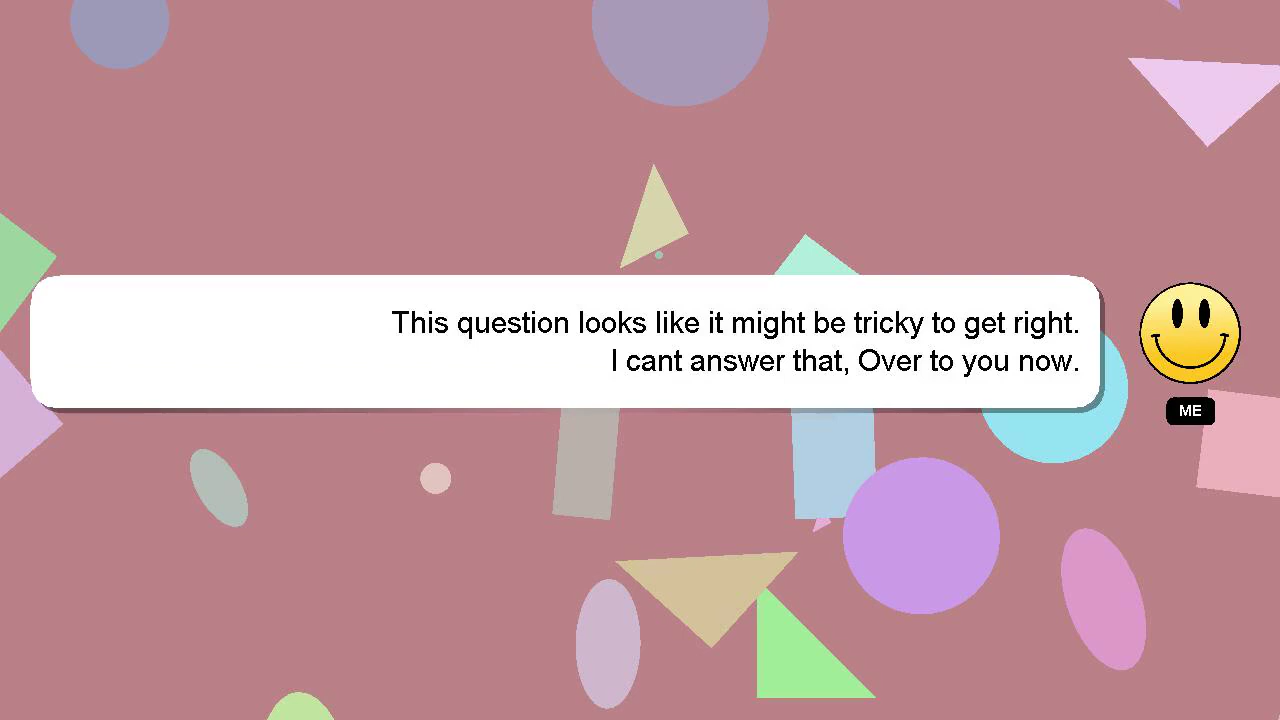 This question looks like it might be tricky to get right.
I cant answer that, Over to you now.
ME